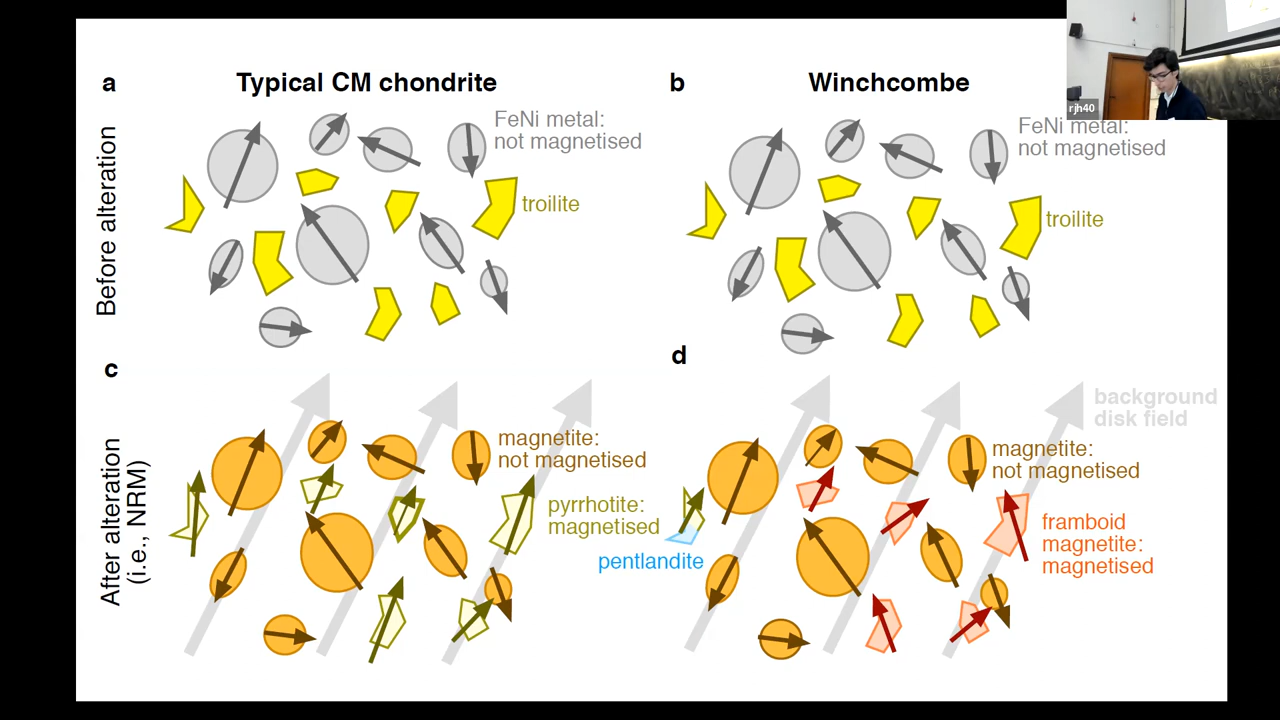 a
Typical CM chondrite
b
Winchcombe
rjh40
Before alteration
FeNi metal:
not magnetised
troilite
FeNi metal:
not magnetised
troilite
c
d
After alteration
(i.e., NRM)
magnetite:
not magnetised
pyrrhotite:
magnetised
pentlandite
background
disk field
magnetite:
not magnetised
framboid
magnetite:
magnetised